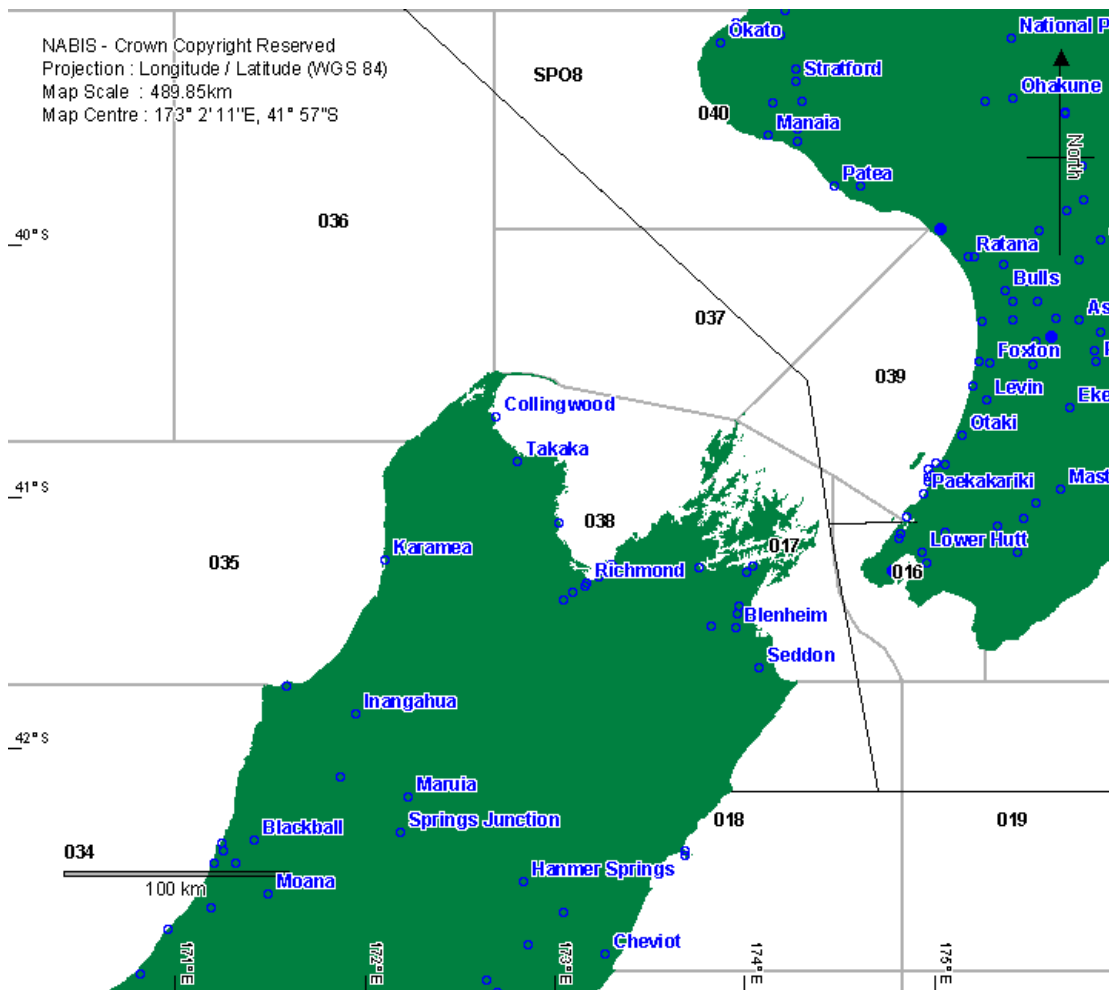 NABIS - Crown Copyright Reserved
Projection : Longitude / Latitude (WGS 84)
Map Scale : 489.85km
Map Centre : 173° 2' 11"E, 41° 57"S
Ōkato
National P
SPO8
Stratford
Ohakune
040
Manaia
North
Patea
036
40°S
Ratana
Bulls
037
As
Foxton
039
Levin
Eke
Collingwood
Otaki
Takaka
41°S
Paekakariki
Mast
038
017
Lower Hutt
Karamea
035
Richmond
016
Blenheim
Seddon
Inangahua
42°S
Maruia
Springs Junction
018
019
Blackball
034
Hanmer Springs
Moana
100 km
Cheviot
171°E
172°E
173°E
174°E
175°E